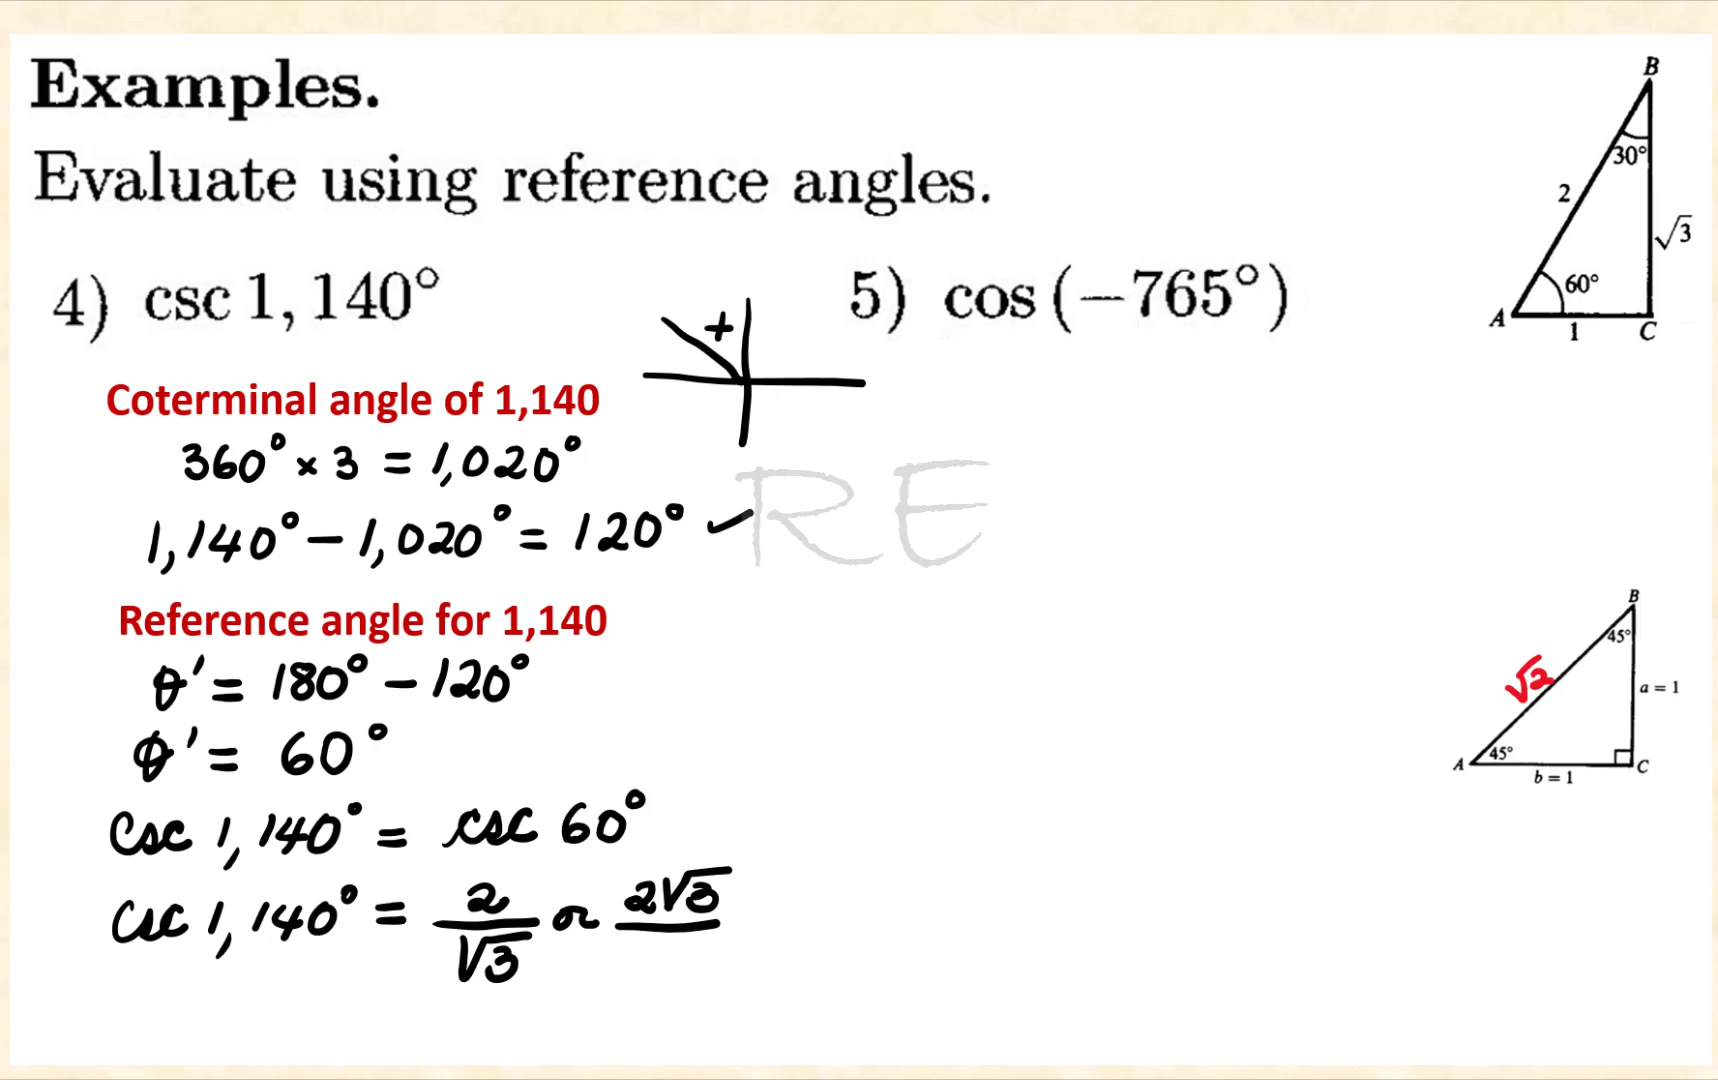 Examples.
Evaluate using reference angles.
4) csc 1, 140°
5) cos (−765°)
+
Coterminal angle of 1,140
360° × 3 = 1,020°
1,140° − 1,020° = 120° ✓
RE
Reference angle for 1,140
θ' = 180° − 120°
θ' = 60°
csc 1,140° = csc 60°
csc 1,140° = 2/√3 or 2√3
B
30°
2
√3
60°
A
1
C
B
45°
√2
a = 1
45°
A
b = 1
C